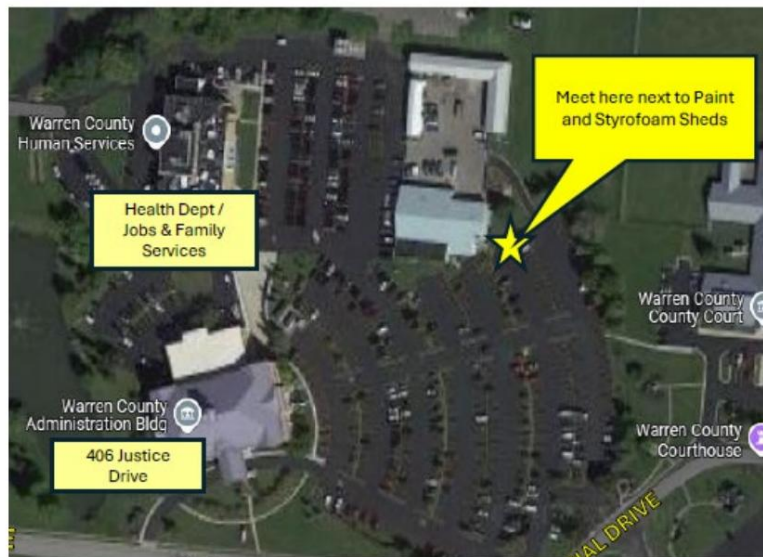 Meet here next to Paint
and Styrofoam Sheds
Warren County
Human Services
Health Dept /
Jobs & Family
Services
Warren County
County Court
Warren County
Administration Bldg
406 Justice
Drive
Warren County
Courthouse
DRIVE